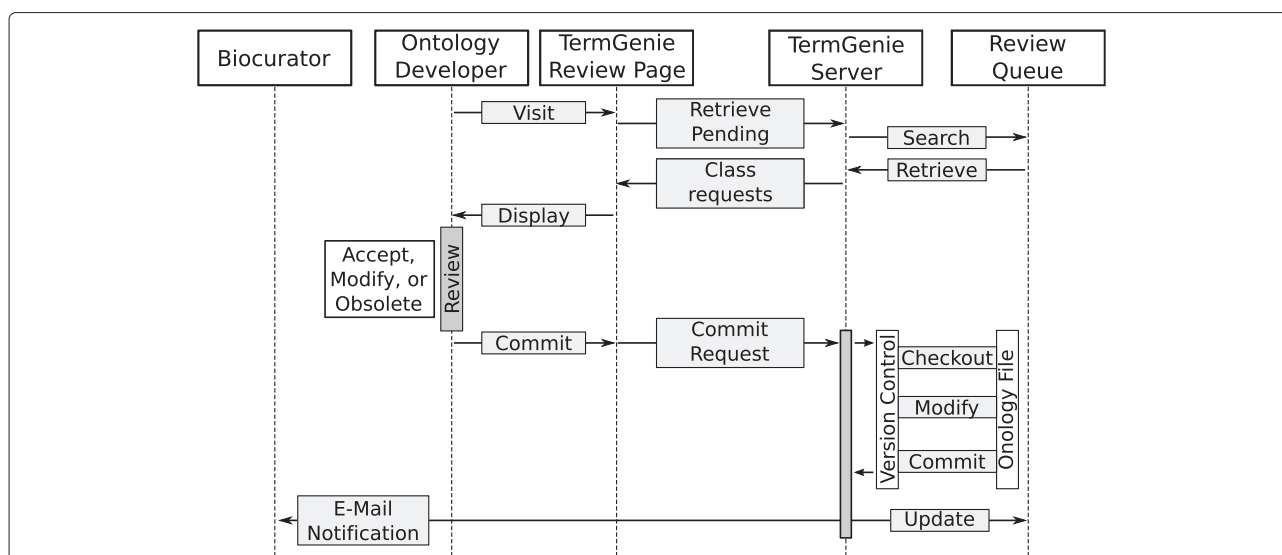 Biocurator
Ontology
Developer
TermGenie
Review Page
TermGenie
Server
Review
Queue
Visit
Retrieve
Pending
Search
Class
requests
Retrieve
Display
Accept,
Modify, or
Obsolete
Review
Commit
Commit
Request
Version Control
Checkout
Modify
Commit
Onology File
E-Mail
Notification
Update